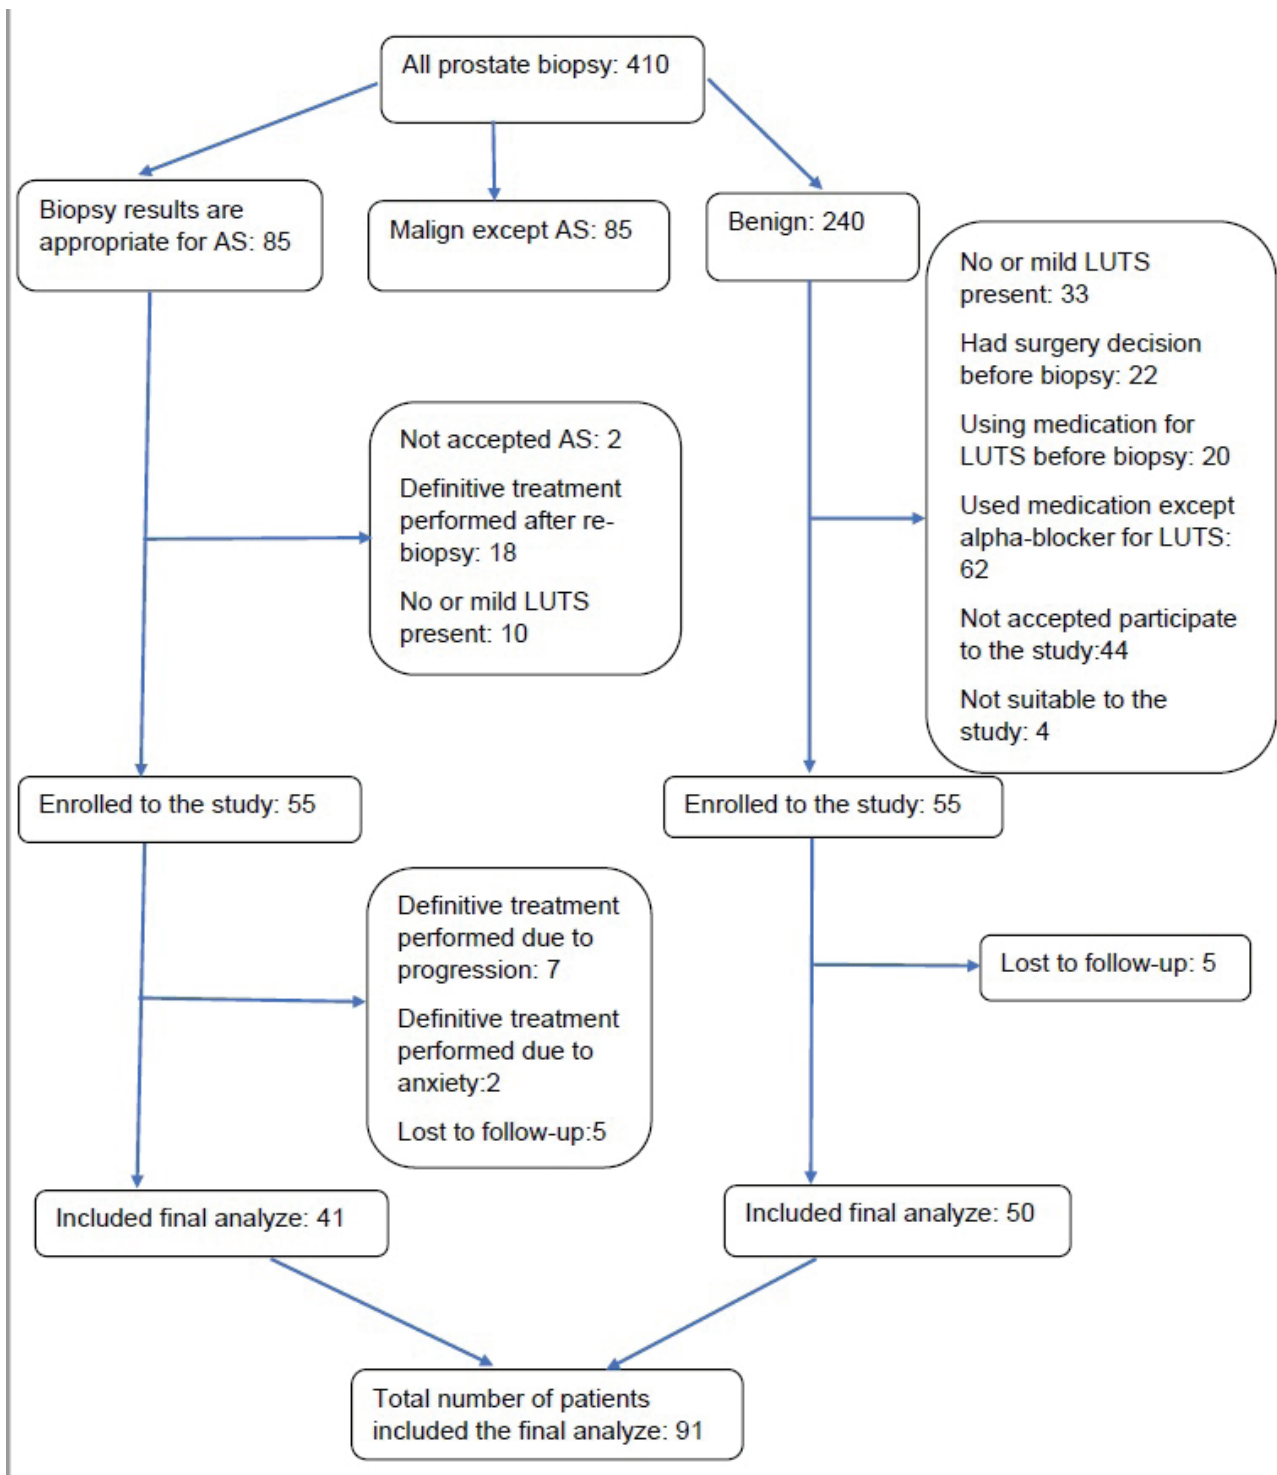 All prostate biopsy: 410
Biopsy results are
appropriate for AS: 85
Malign except AS: 85
Benign: 240
No or mild LUTS
present: 33
Had surgery decision
before biopsy: 22
Using medication for
LUTS before biopsy: 20
Used medication except
alpha-blocker for LUTS:
62
Not accepted participate
to the study:44
Not suitable to the
study: 4
Not accepted AS: 2
Definitive treatment
performed after re-
biopsy: 18
No or mild LUTS
present: 10
Enrolled to the study: 55
Enrolled to the study: 55
Definitive treatment
performed due to
progression: 7
Definitive treatment
performed due to
anxiety:2
Lost to follow-up:5
Lost to follow-up: 5
Included final analyze: 41
Included final analyze: 50
Total number of patients
included the final analyze: 91